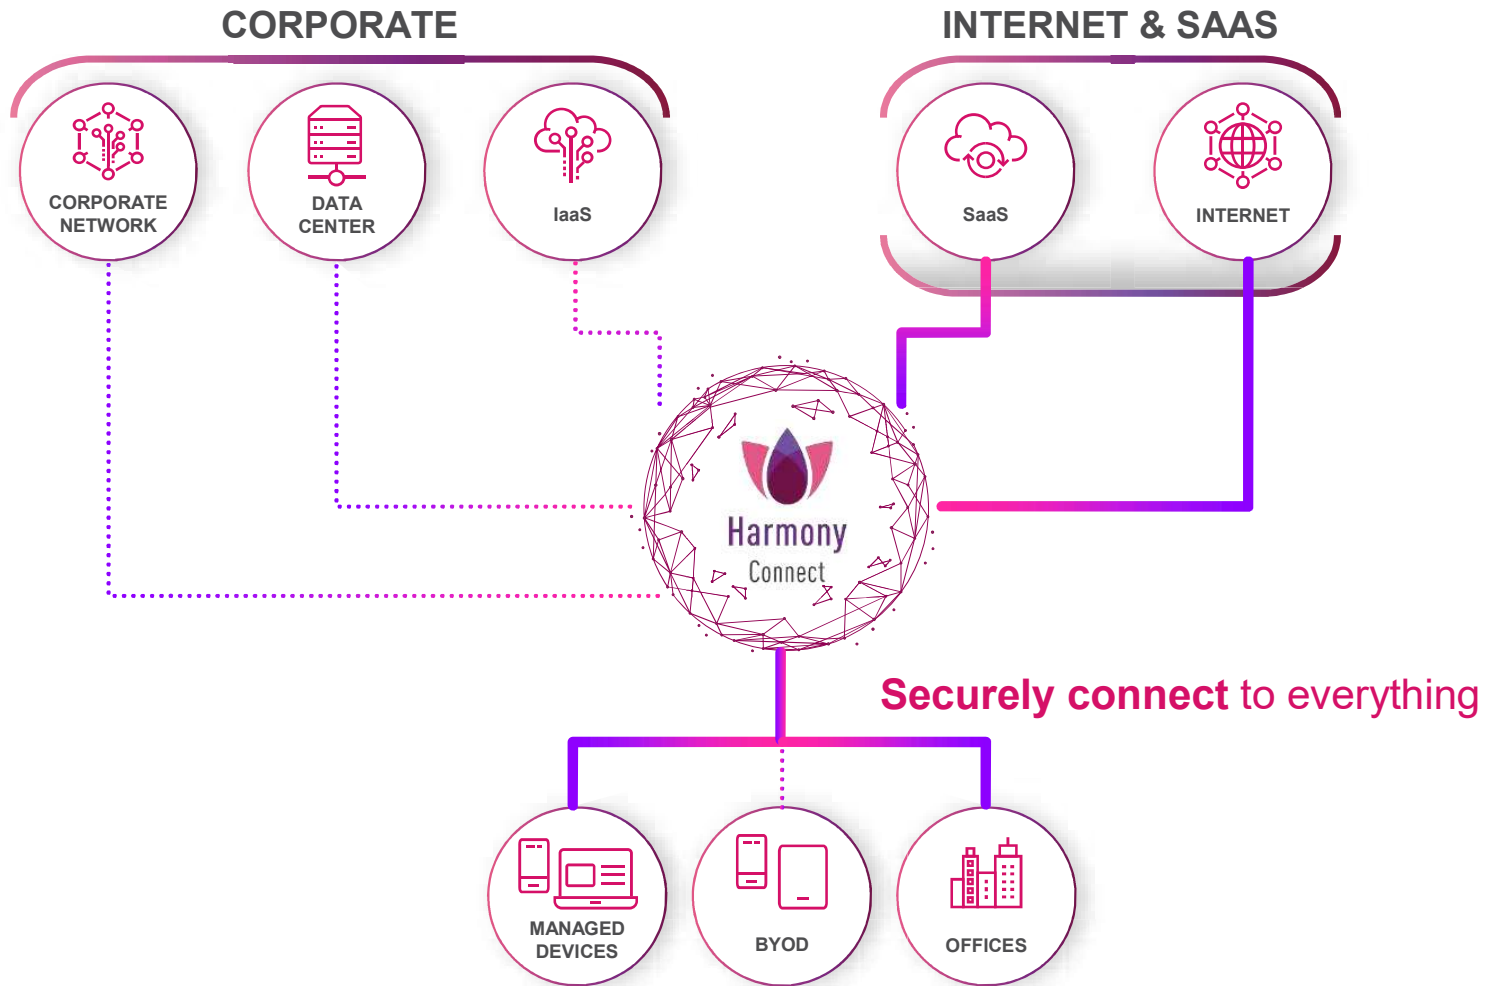 CORPORATE
INTERNET & SAAS
CORPORATE
NETWORK
DATA
CENTER
IaaS
SaaS
INTERNET
Harmony
Connect
Securely connect to everything
MANAGED
DEVICES
BYOD
OFFICES